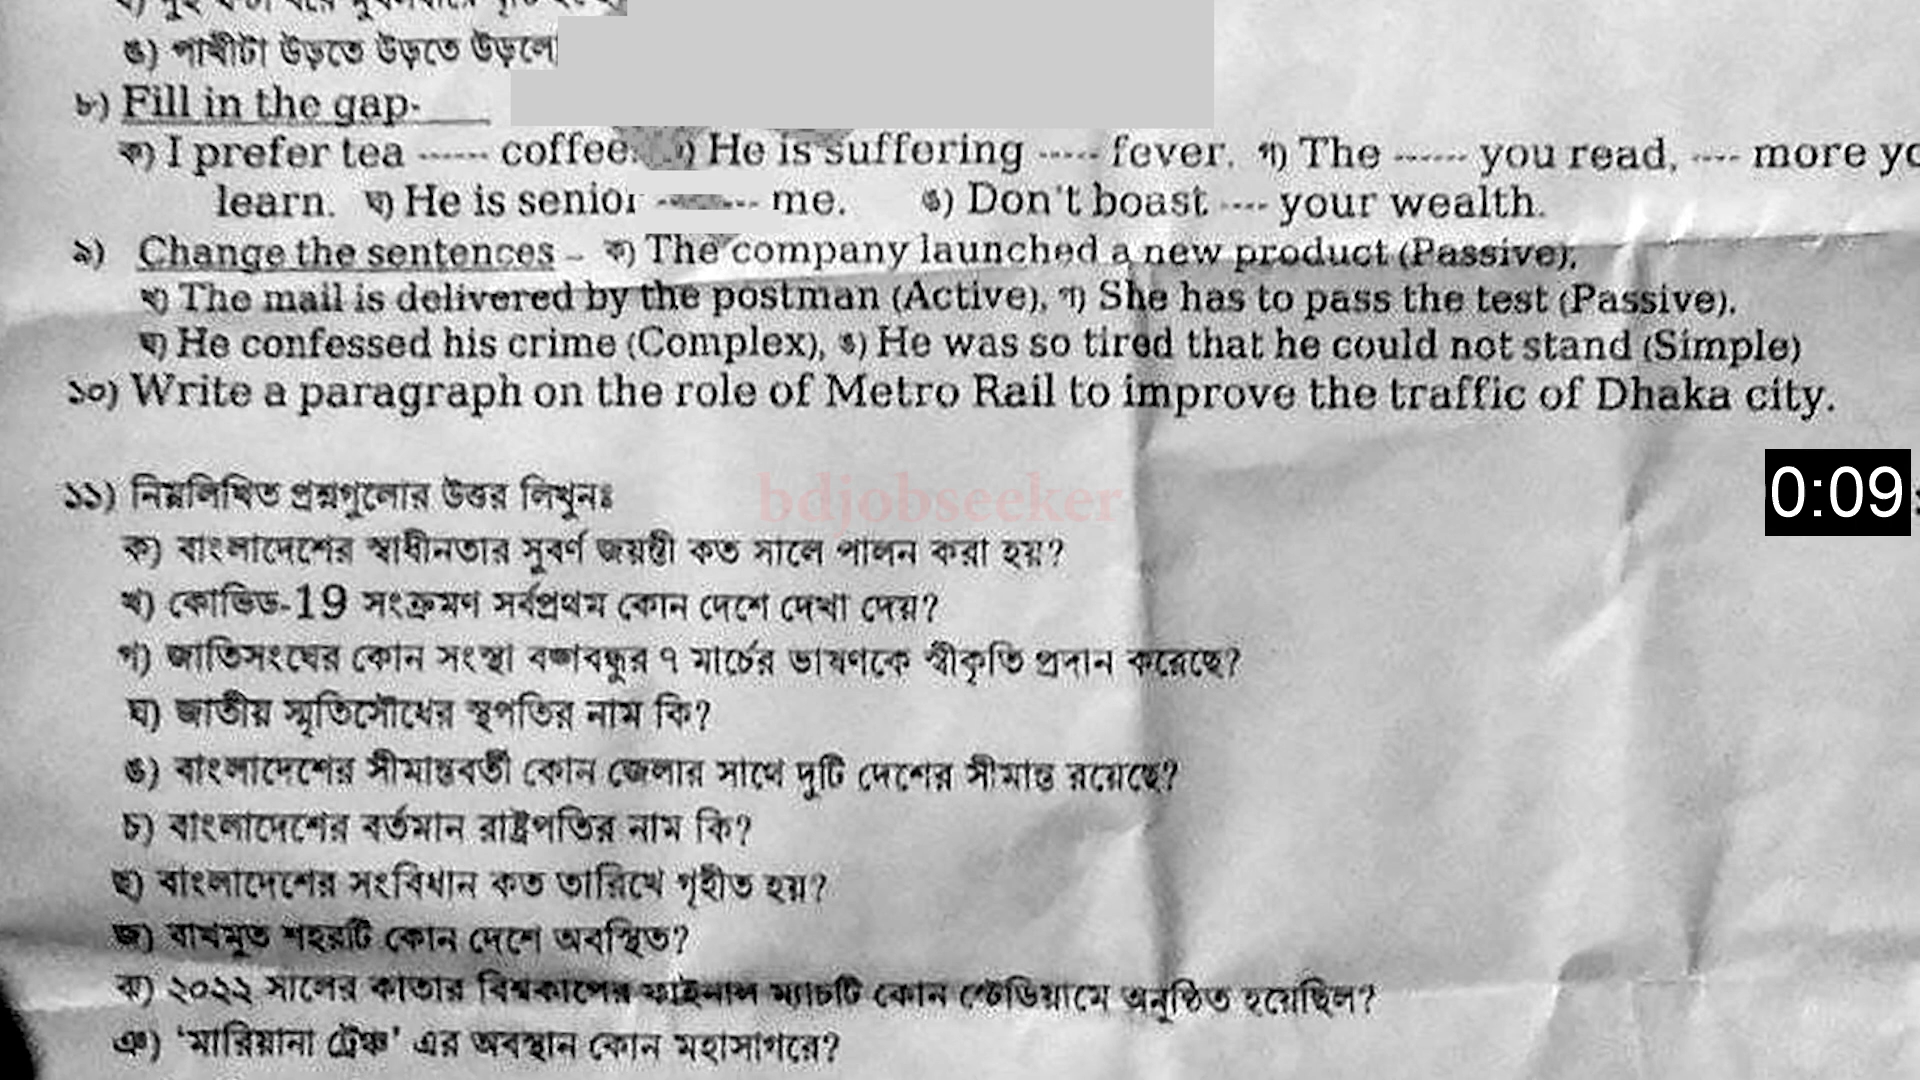 ঙ) পাখীটা উড়তে উড়তে উড়লো
৮) Fill in the gap-
ক) I prefer tea ------ coffee. ) He is suffering ----- fever. গ) The ------ you read, ---- more yo
learn. ঘ) He is senior ------- me. ঙ) Don't boast ---- your wealth.
৯) Change the sentences – ক) The company launched a new product (Passive),
খ) The mail is delivered by the postman (Active), গ) She has to pass the test (Passive).
ঘ) He confessed his crime (Complex), ঙ) He was so tired that he could not stand (Simple)
১০) Write a paragraph on the role of Metro Rail to improve the traffic of Dhaka city.
bdjobseeker
0:09
১১) নিম্নলিখিত প্রশ্নগুলোর উত্তর লিখুনঃ
ক) বাংলাদেশের স্বাধীনতার সুবর্ণ জয়ন্তী কত সালে পালন করা হয়?
খ) কোভিড-19 সংক্রমণ সর্বপ্রথম কোন দেশে দেখা দেয়?
গ) জাতিসংঘের কোন সংস্থা বঙ্গবন্ধুর ৭ মার্চের ভাষণকে স্বীকৃতি প্রদান করেছে?
ঘ) জাতীয় স্মৃতিসৌধের স্থপতির নাম কি?
ঙ) বাংলাদেশের সীমান্তবর্তী কোন জেলার সাথে দুটি দেশের সীমান্ত রয়েছে?
চ) বাংলাদেশের বর্তমান রাষ্ট্রপতির নাম কি?
ছ) বাংলাদেশের সংবিধান কত তারিখে গৃহীত হয়?
জ) বাখমুত শহরটি কোন দেশে অবস্থিত?
ঝ) ২০২২ সালের কাতার বিশ্বকাপের ফাইনাল ম্যাচটি কোন স্টেডিয়ামে অনুষ্ঠিত হয়েছিল?
ঞ) ‘মারিয়ানা ট্রেঞ্চ’ এর অবস্থান কোন মহাসাগরে?